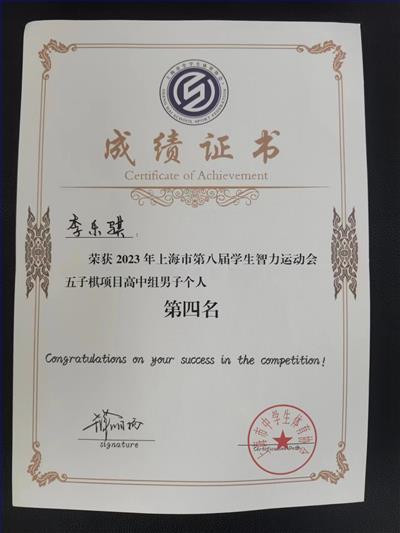 成绩证书
Certificate of Achievement
李乐骐：
荣获 2023 年上海市第八届学生智力运动会
五子棋项目高中组男子个人
第四名
Congratulations on your success in the competition!
signature